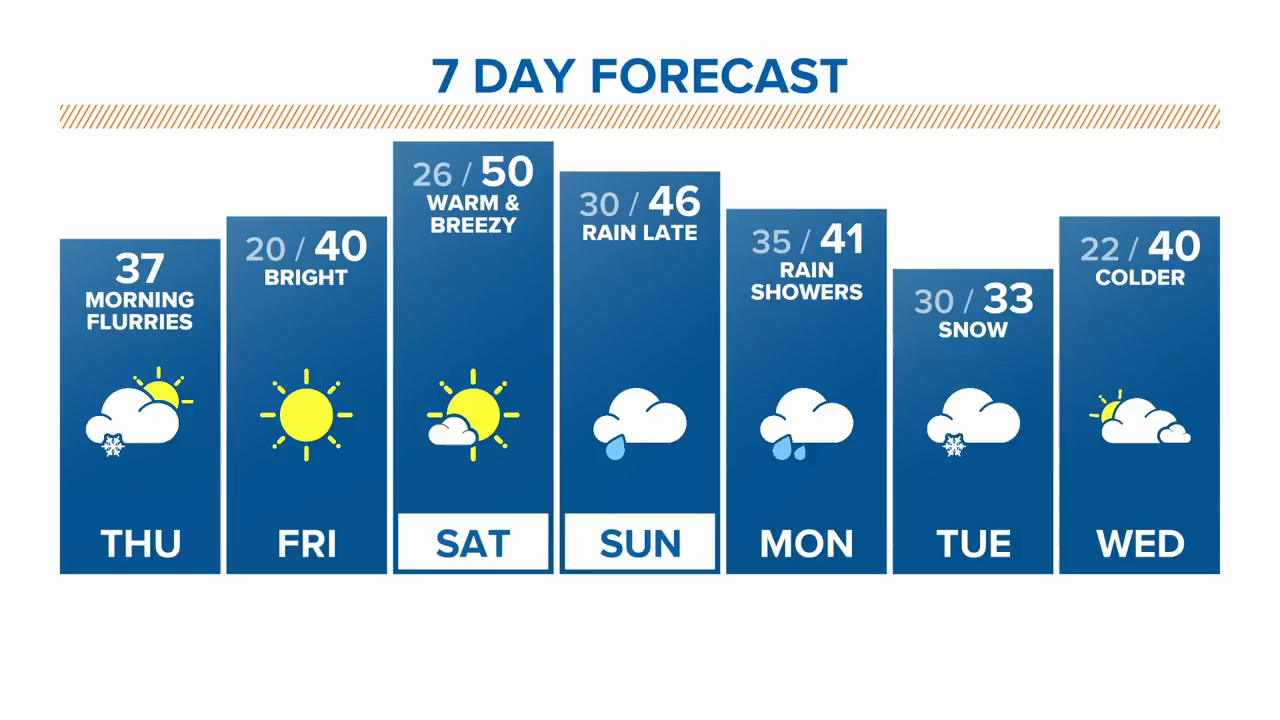 7 DAY FORECAST
37
MORNING
FLURRIES
THU
20 / 40
BRIGHT
FRI
26 / 50
WARM &
BREEZY
SAT
30 / 46
RAIN LATE
SUN
35 / 41
RAIN
SHOWERS
MON
30 / 33
SNOW
TUE
22 / 40
COLDER
WED